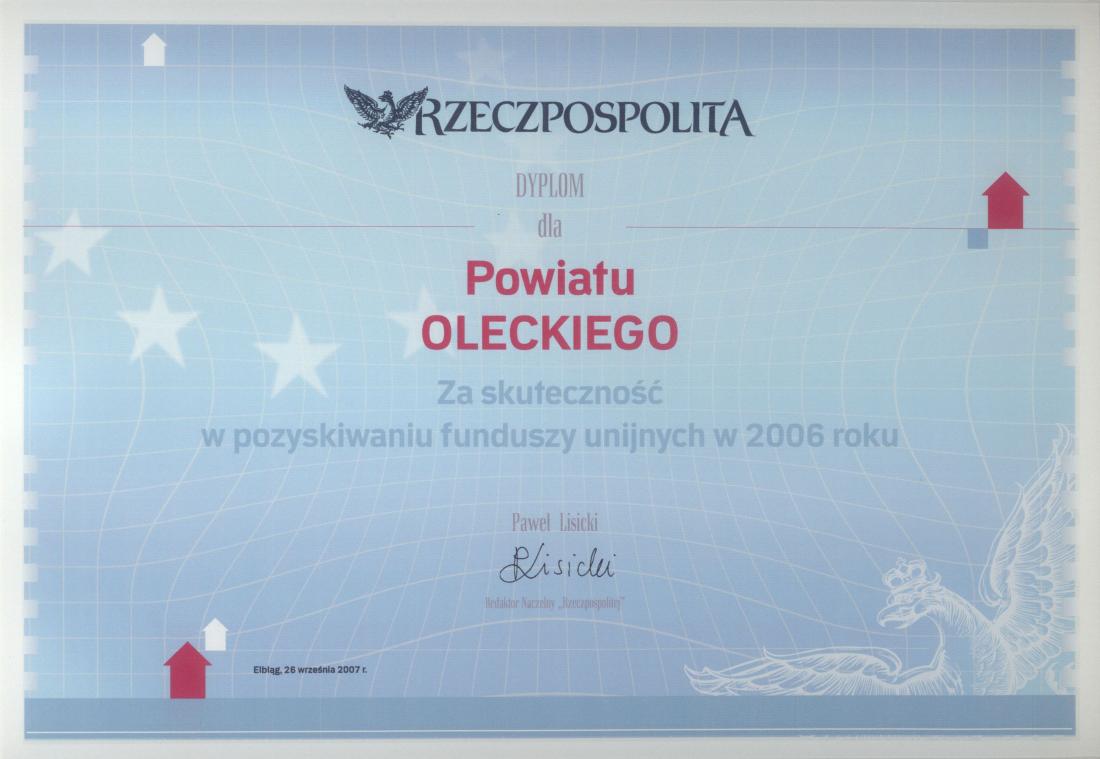 RZECZPOSPOLITA
DYPLOM
dla
Powiatu
OLECKIEGO
Za skuteczność
w pozyskiwaniu funduszy unijnych w 2006 roku
Paweł Lisicki
PLisicki
Redaktor Naczelny „Rzeczpospolitej”
Elbląg, 26 września 2007 r.